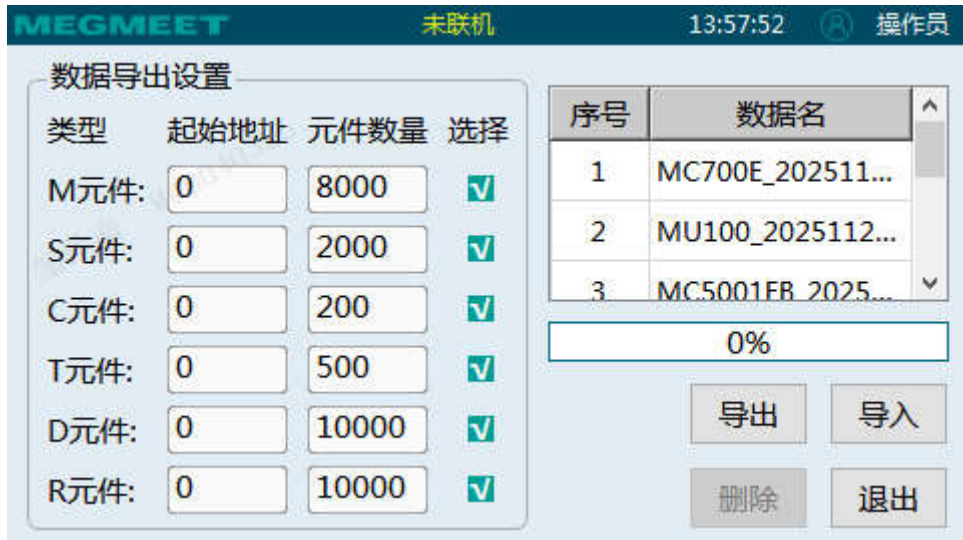 MEGMEET 未联机 13:57:52 操作员
数据导出设置
类型 起始地址 元件数量 选择
M元件: 0 8000
S元件: 0 2000
C元件: 0 200
T元件: 0 500
D元件: 0 10000
R元件: 0 10000
序号 数据名
1 MC700E_202511...
2 MU100_2025112...
3 MC5001EB_2025...
0%
导出 导入
删除 退出